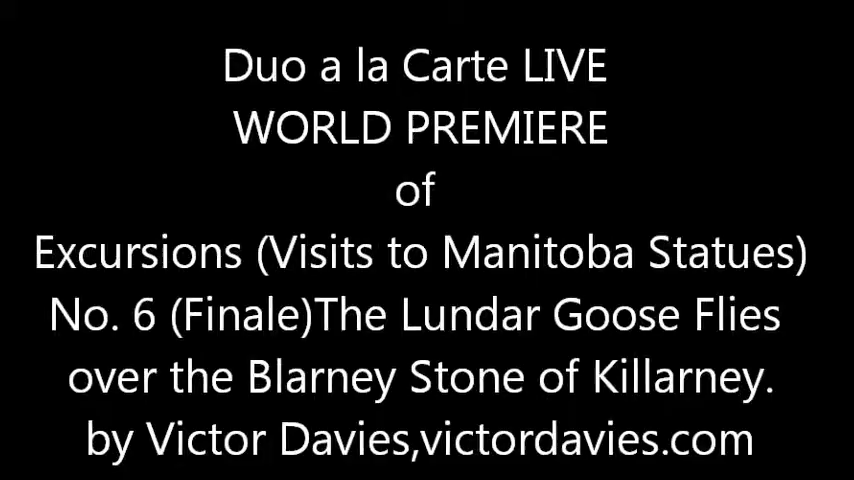 Duo a la Carte LIVE
WORLD PREMIERE
of
Excursions (Visits to Manitoba Statues)
No. 6 (Finale)The Lundar Goose Flies
over the Blarney Stone of Killarney.
by Victor Davies,victordavies.com